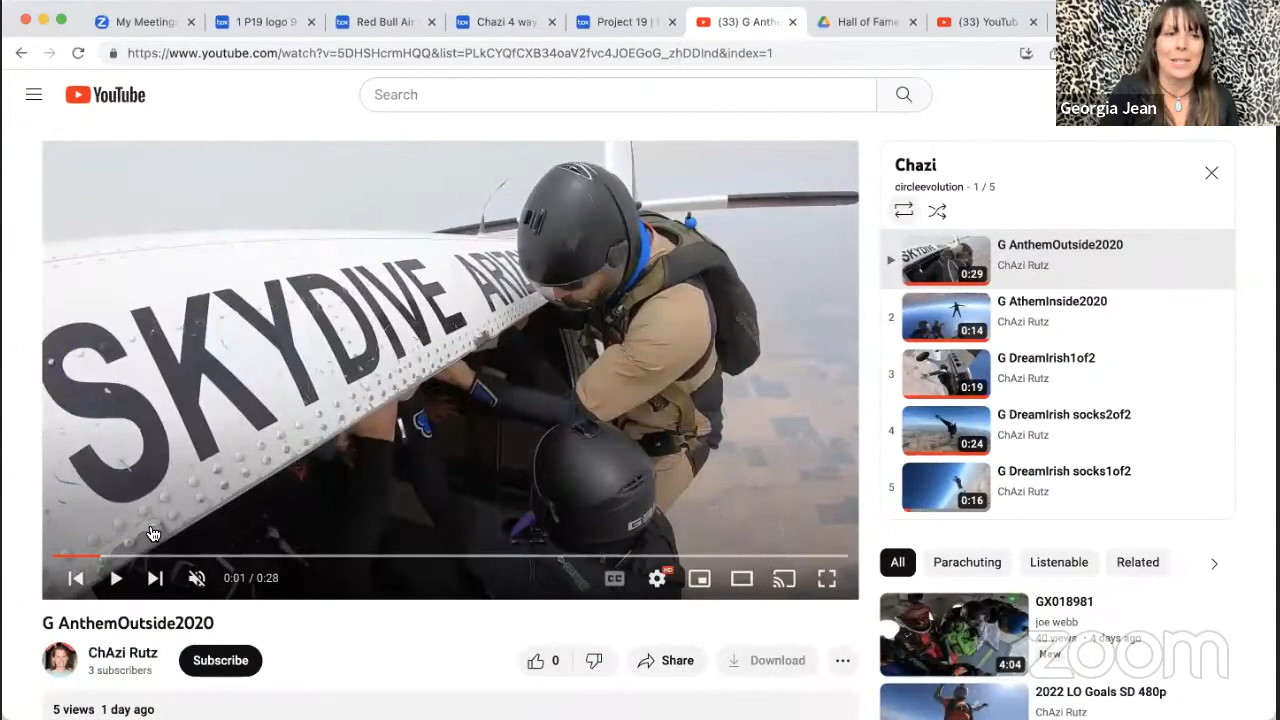 My Meetings
1 P19 logo 9
Red Bull Air
Chazi 4 way
Project 19 |
(33) G Anth
Hall of Fame
(33) YouTub
https://www.youtube.com/watch?v=5DHSHcrmHQQ&list=PLkCYQfCXB34oaV2fvc4JOEGoG_zhDDInd&index=1
Georgia Jean
YouTube
Search
SKYDIVE
Chazi
circleevolution - 1 / 5
G AnthemOutside2020
ChAzi Rutz
0:29
2
G AthemInside2020
ChAzi Rutz
0:14
3
G DreamIrish1of2
ChAzi Rutz
0:19
4
G DreamIrish socks2of2
ChAzi Rutz
0:24
5
G DreamIrish socks1of2
ChAzi Rutz
0:16
0:01 / 0:28
CC
HD
G AnthemOutside2020
ChAzi Rutz
3 subscribers
Subscribe
0
Share
Download
5 views 1 day ago
All
Parachuting
Listenable
Related
GX018981
joe webb
40 views • 4 days ago
New
4:04
2022 LO Goals SD 480p
ChAzi Rutz
zoom